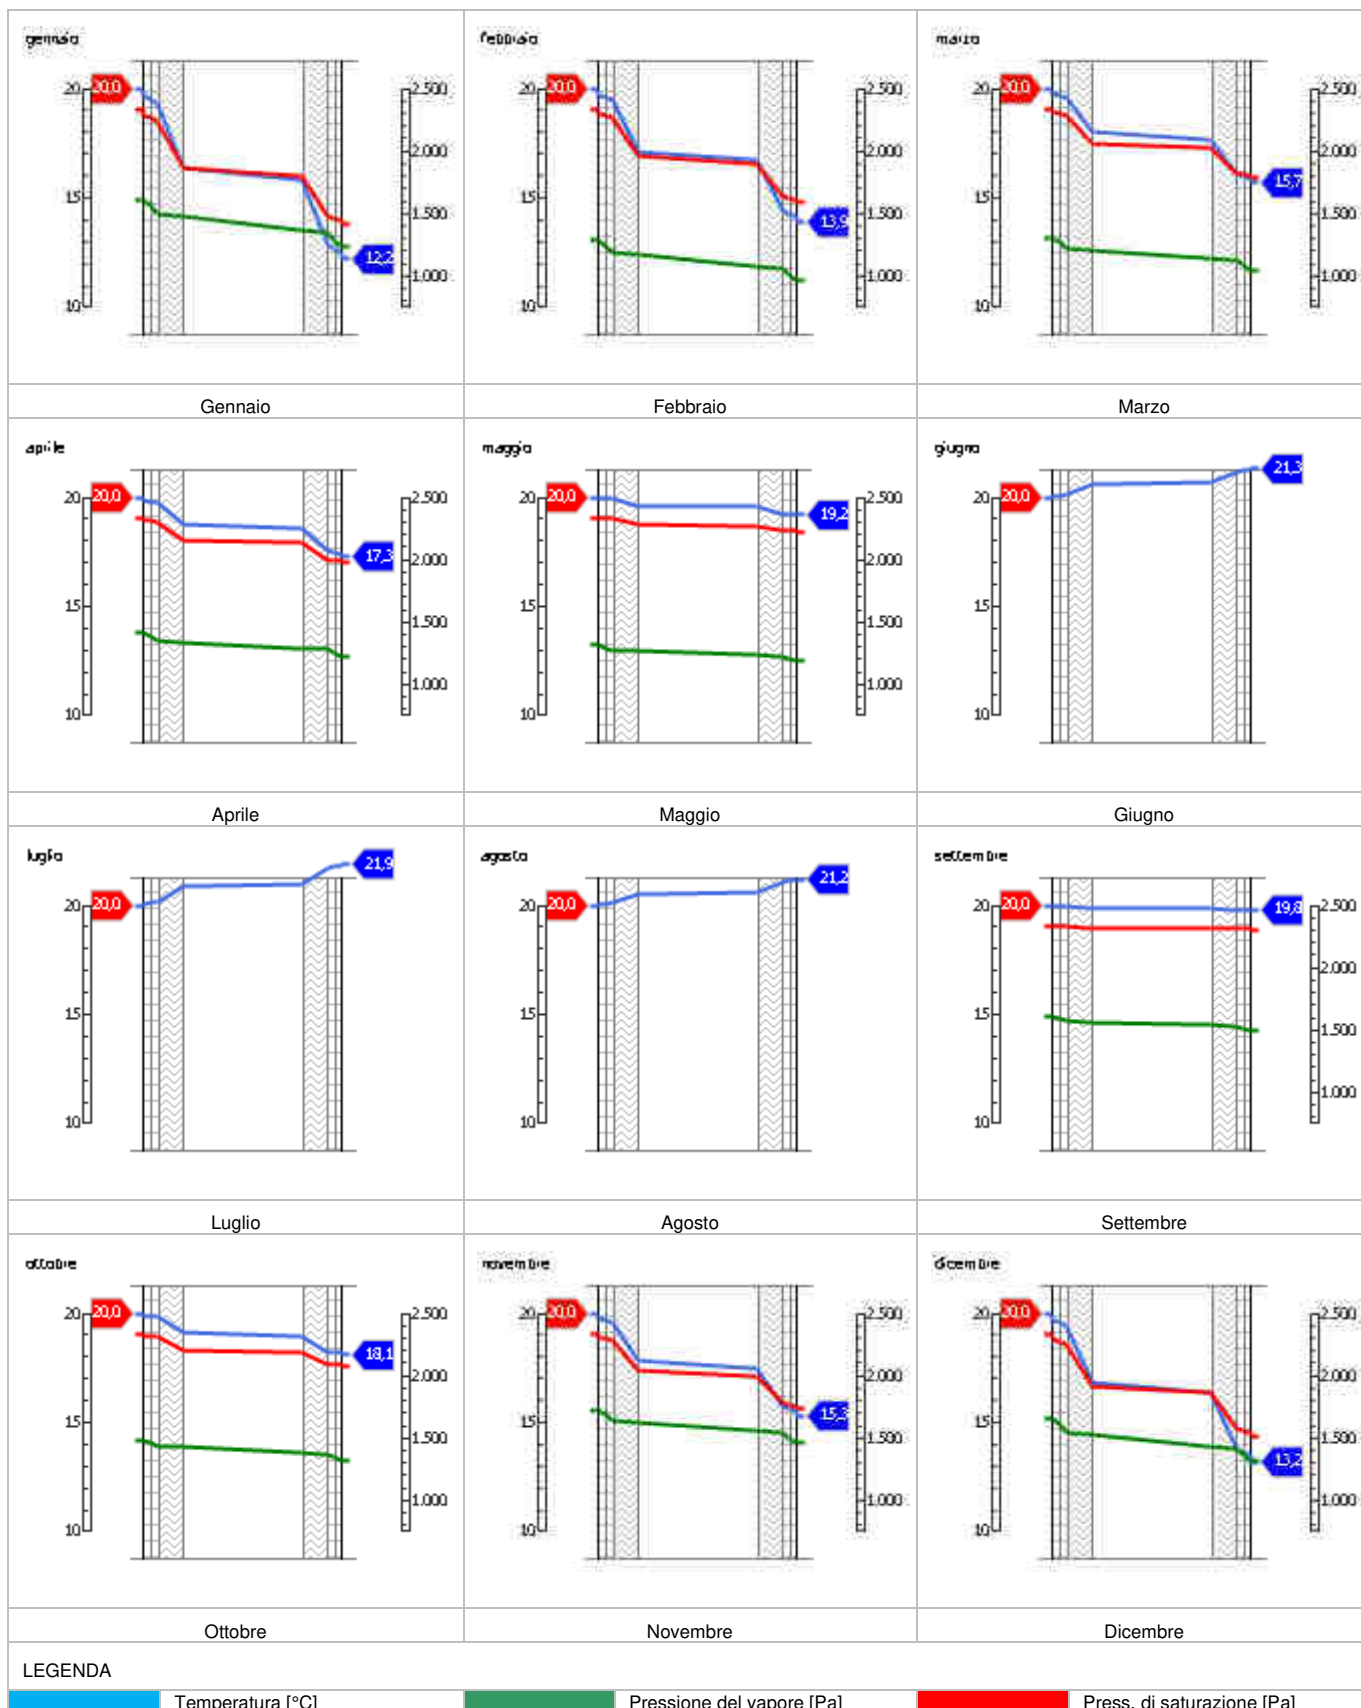 gennaio febbraio marzo
20 20,0 2.500 20 20,0 2.500 20 20,0 2.500
2.000 2.000 2.000
15 1.500 15 1.500 15 15,7 1.500
12,2 1.000 13,9 1.000 1.000
10 10 10
Gennaio Febbraio Marzo
aprile maggio giugno
20 20,0 2.500 20 20,0 19,2 2.500 20 20,0 21,3
17,3 2.000 2.000
15 1.500 15 1.500 15
1.000 1.000
10 10 10
Aprile Maggio Giugno
luglio agosto settembre
20 20,0 21,9 20 20,0 21,2 20 20,0 19,8 2.500
2.000
15 15 15 1.500
1.000
10 10 10
Luglio Agosto Settembre
ottobre novembre dicembre
20 20,0 2.500 20 20,0 2.500 20 20,0 2.500
18,1 2.000 2.000 2.000
15 1.500 15 15,3 1.500 15 13,2 1.500
1.000 1.000 1.000
10 10 10
Ottobre Novembre Dicembre
LEGENDA
Temperatura [°C] Pressione del vapore [Pa] Press. di saturazione [Pa]